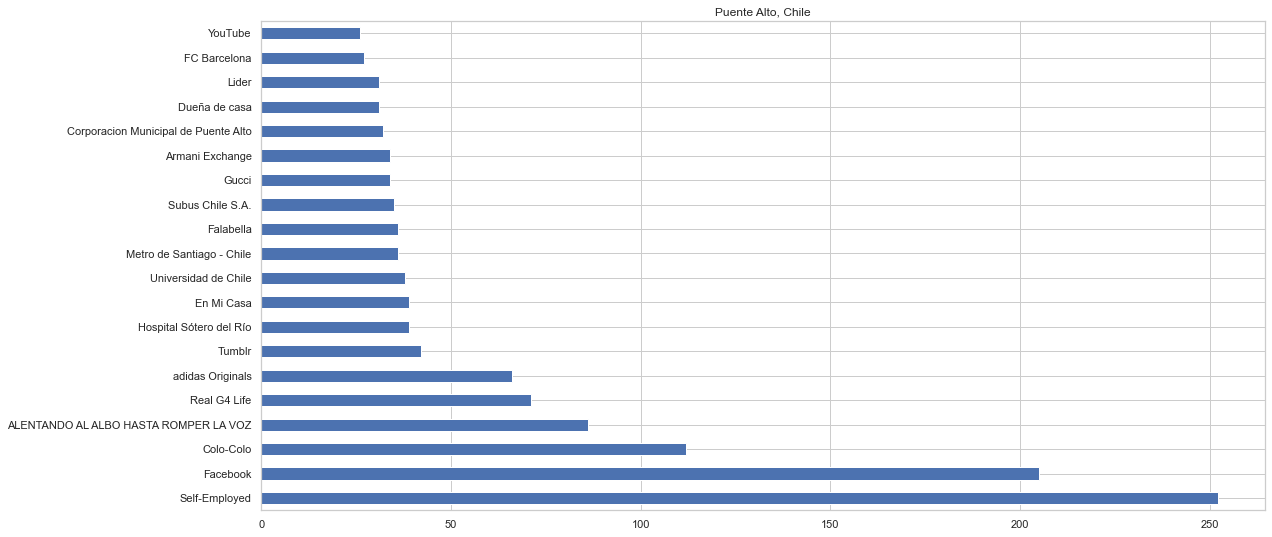 Puente Alto, Chile
YouTube
FC Barcelona
Lider
Dueña de casa
Corporacion Municipal de Puente Alto
Armani Exchange
Gucci
Subus Chile S.A.
Falabella
Metro de Santiago - Chile
Universidad de Chile
En Mi Casa
Hospital Sótero del Río
Tumblr
adidas Originals
Real G4 Life
ALENTANDO AL ALBO HASTA ROMPER LA VOZ
Colo-Colo
Facebook
Self-Employed
0 50 100 150 200 250